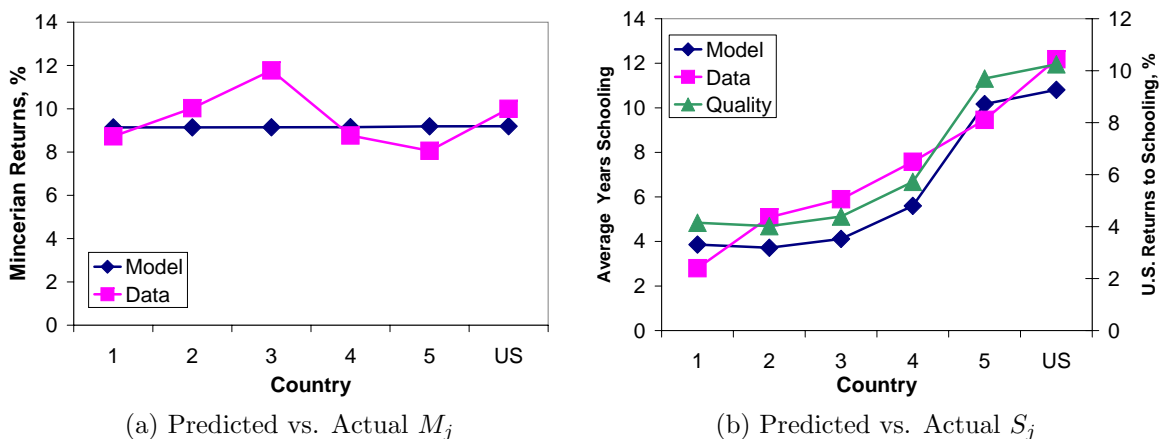 14
12
10
8
6
4
2
0
Mincerian Returns, %
Model
Data
1 2 3 4 5 US
Country
(a) Predicted vs. Actual M_j
14
12
10
8
6
4
2
0
Average Years Schooling
Model
Data
Quality
12
10
8
6
4
2
0
U.S. Returns to Schooling, %
1 2 3 4 5 US
Country
(b) Predicted vs. Actual S_j